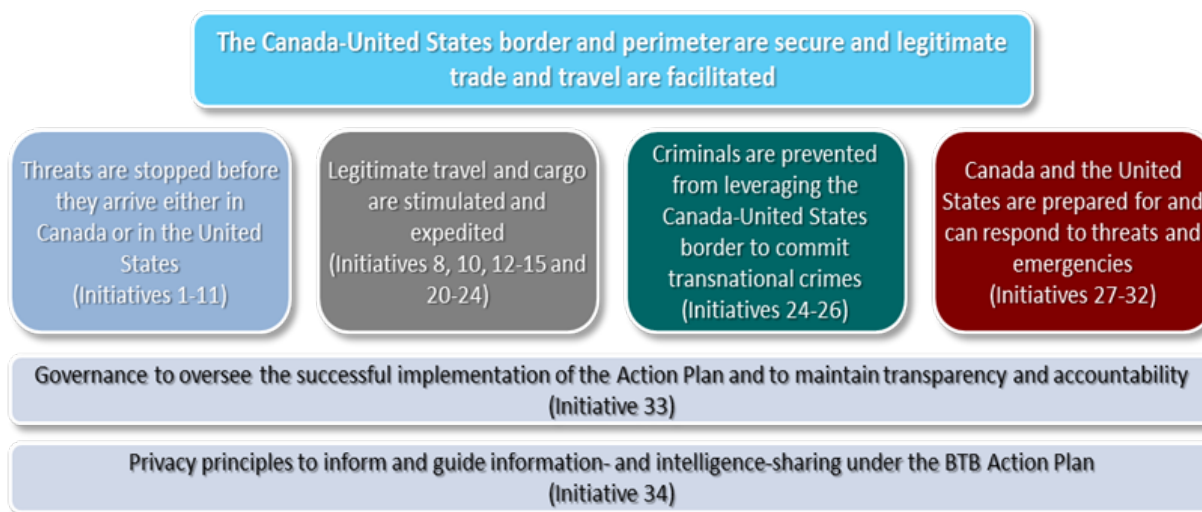 The Canada-United States border and perimeter are secure and legitimate
trade and travel are facilitated
Threats are stopped before
they arrive either in
Canada or in the United
States
(Initiatives 1-11)
Legitimate travel and cargo
are stimulated and
expedited
(Initiatives 8, 10, 12-15 and
20-24)
Criminals are prevented
from leveraging the
Canada-United States
border to commit
transnational crimes
(Initiatives 24-26)
Canada and the United
States are prepared for and
can respond to threats and
emergencies
(Initiatives 27-32)
Governance to oversee the successful implementation of the Action Plan and to maintain transparency and accountability
(Initiative 33)
Privacy principles to inform and guide information- and intelligence-sharing under the BTB Action Plan
(Initiative 34)